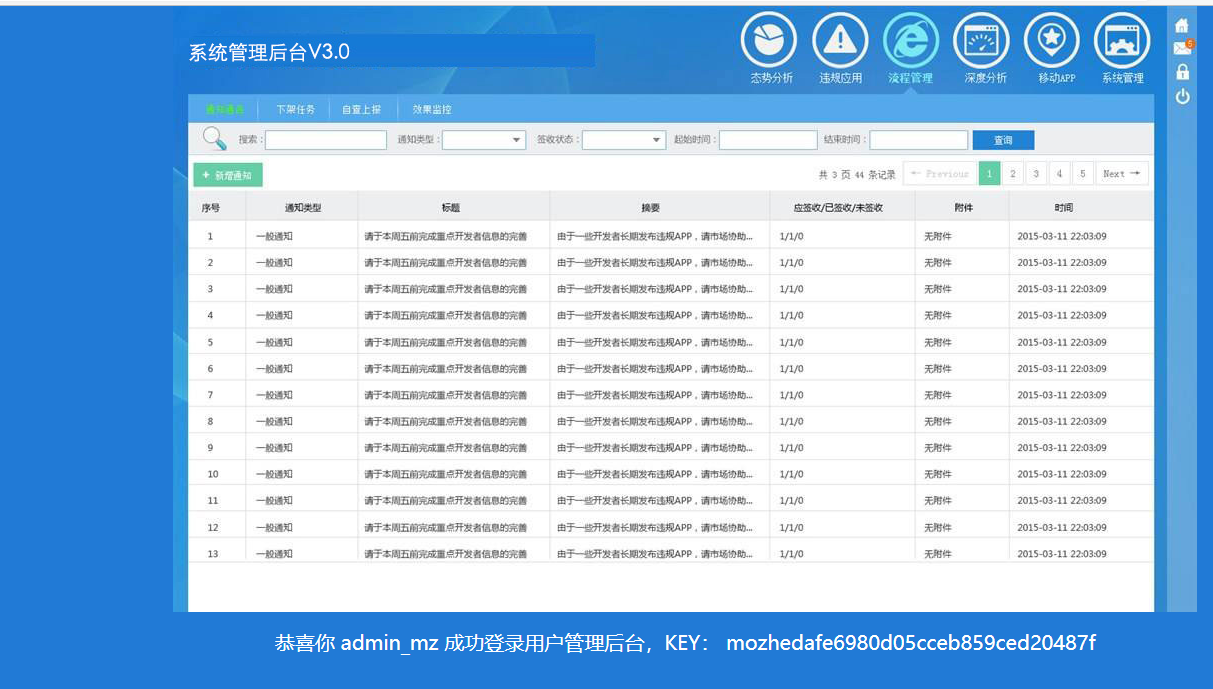 系统管理后台V3.0
态势分析 违规应用 流程管理 深度分析 移动APP 系统管理
5
通知通告 下架任务 自查上报 效果监控
搜索: 通知类型: 签收状态: 起始时间: 结束时间: 查询
+ 新增通知 共 3 页 44 条记录 ← Previous 1 2 3 4 5 Next →
序号 通知类型 标题 摘要 应签收/已签收/未签收 附件 时间
1 一般通知 请于本周五前完成重点开发者信息的完善 由于一些开发者长期发布违规APP，请市场协助... 1/1/0 无附件 2015-03-11 22:03:09
2 一般通知 请于本周五前完成重点开发者信息的完善 由于一些开发者长期发布违规APP，请市场协助... 1/1/0 无附件 2015-03-11 22:03:09
3 一般通知 请于本周五前完成重点开发者信息的完善 由于一些开发者长期发布违规APP，请市场协助... 1/1/0 无附件 2015-03-11 22:03:09
4 一般通知 请于本周五前完成重点开发者信息的完善 由于一些开发者长期发布违规APP，请市场协助... 1/1/0 无附件 2015-03-11 22:03:09
5 一般通知 请于本周五前完成重点开发者信息的完善 由于一些开发者长期发布违规APP，请市场协助... 1/1/0 无附件 2015-03-11 22:03:09
6 一般通知 请于本周五前完成重点开发者信息的完善 由于一些开发者长期发布违规APP，请市场协助... 1/1/0 无附件 2015-03-11 22:03:09
7 一般通知 请于本周五前完成重点开发者信息的完善 由于一些开发者长期发布违规APP，请市场协助... 1/1/0 无附件 2015-03-11 22:03:09
8 一般通知 请于本周五前完成重点开发者信息的完善 由于一些开发者长期发布违规APP，请市场协助... 1/1/0 无附件 2015-03-11 22:03:09
9 一般通知 请于本周五前完成重点开发者信息的完善 由于一些开发者长期发布违规APP，请市场协助... 1/1/0 无附件 2015-03-11 22:03:09
10 一般通知 请于本周五前完成重点开发者信息的完善 由于一些开发者长期发布违规APP，请市场协助... 1/1/0 无附件 2015-03-11 22:03:09
11 一般通知 请于本周五前完成重点开发者信息的完善 由于一些开发者长期发布违规APP，请市场协助... 1/1/0 无附件 2015-03-11 22:03:09
12 一般通知 请于本周五前完成重点开发者信息的完善 由于一些开发者长期发布违规APP，请市场协助... 1/1/0 无附件 2015-03-11 22:03:09
13 一般通知 请于本周五前完成重点开发者信息的完善 由于一些开发者长期发布违规APP，请市场协助... 1/1/0 无附件 2015-03-11 22:03:09
恭喜你 admin_mz 成功登录用户管理后台，KEY： mozhedafe6980d05cceb859ced20487f